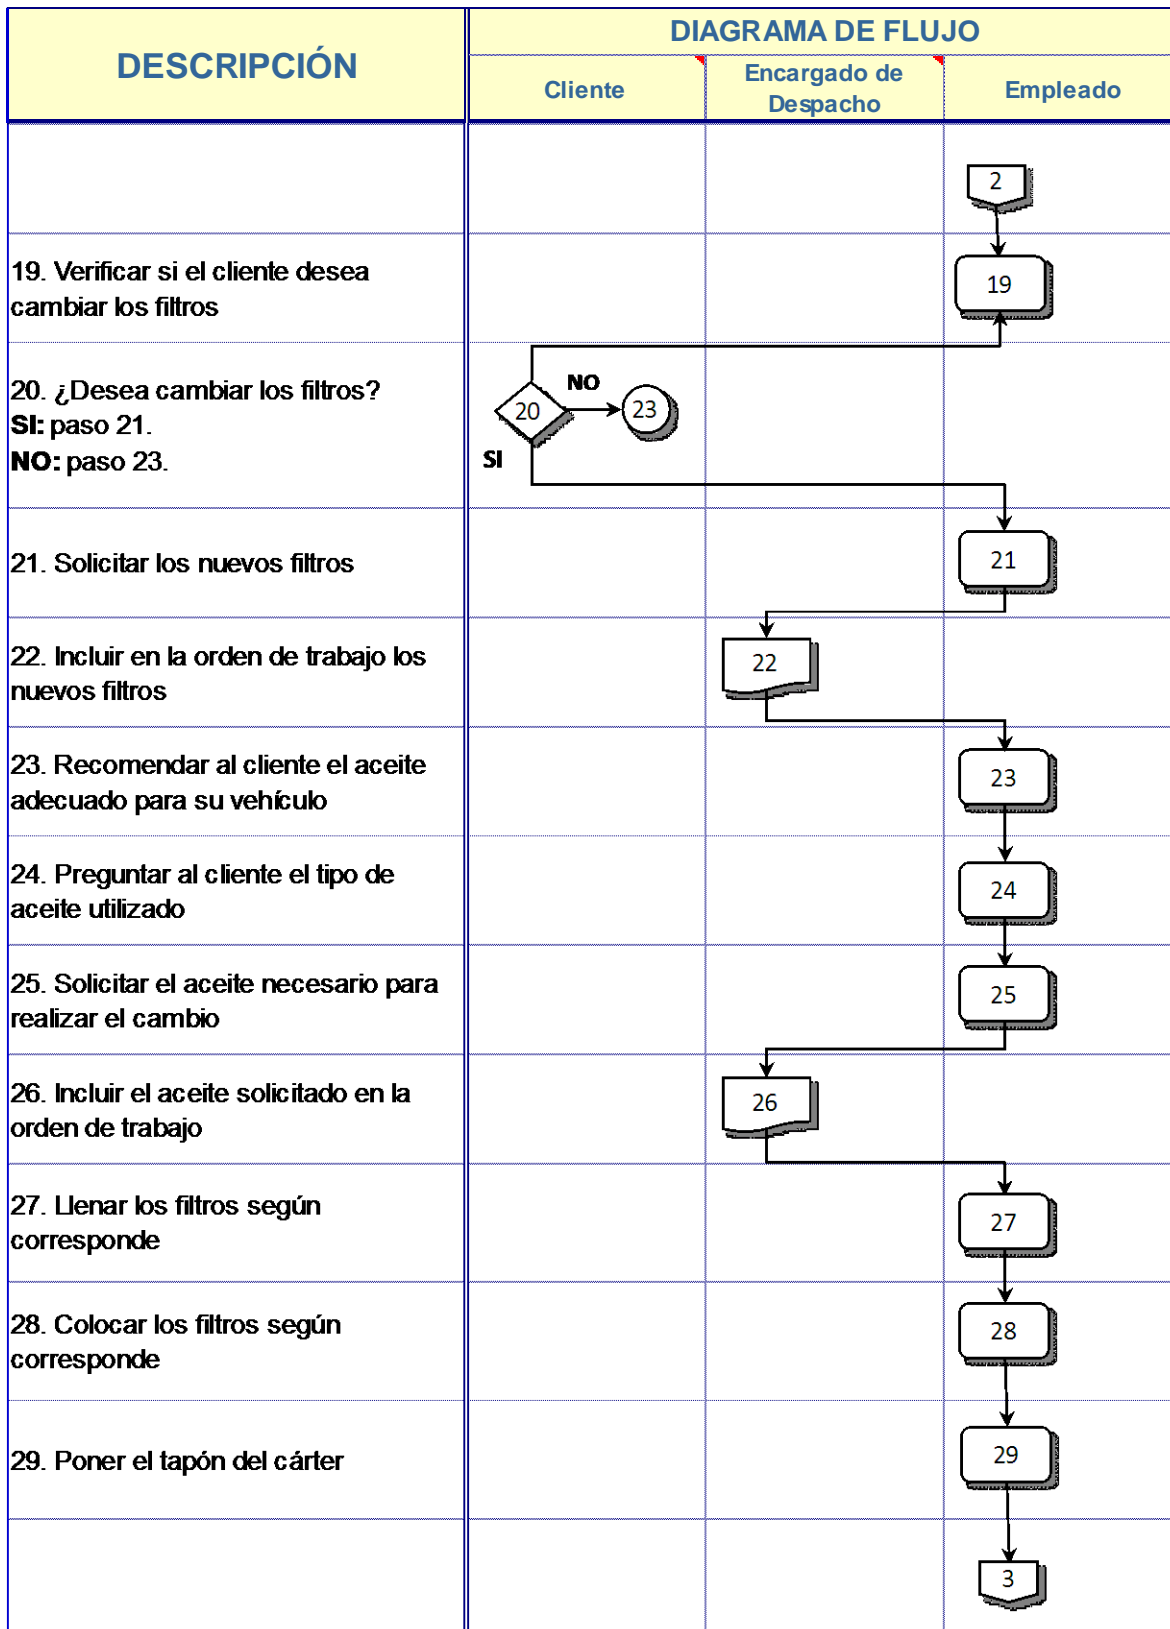 DESCRIPCIÓN
DIAGRAMA DE FLUJO
Cliente
Encargado de
Despacho
Empleado
2
19. Verificar si el cliente desea
cambiar los filtros
19
20. ¿Desea cambiar los filtros?
SI: paso 21.
NO: paso 23.
20
NO
23
SI
21. Solicitar los nuevos filtros
21
22. Incluir en la orden de trabajo los
nuevos filtros
22
23. Recomendar al cliente el aceite
adecuado para su vehículo
23
24. Preguntar al cliente el tipo de
aceite utilizado
24
25. Solicitar el aceite necesario para
realizar el cambio
25
26. Incluir el aceite solicitado en la
orden de trabajo
26
27. Llenar los filtros según
corresponde
27
28. Colocar los filtros según
corresponde
28
29. Poner el tapón del cárter
29
3